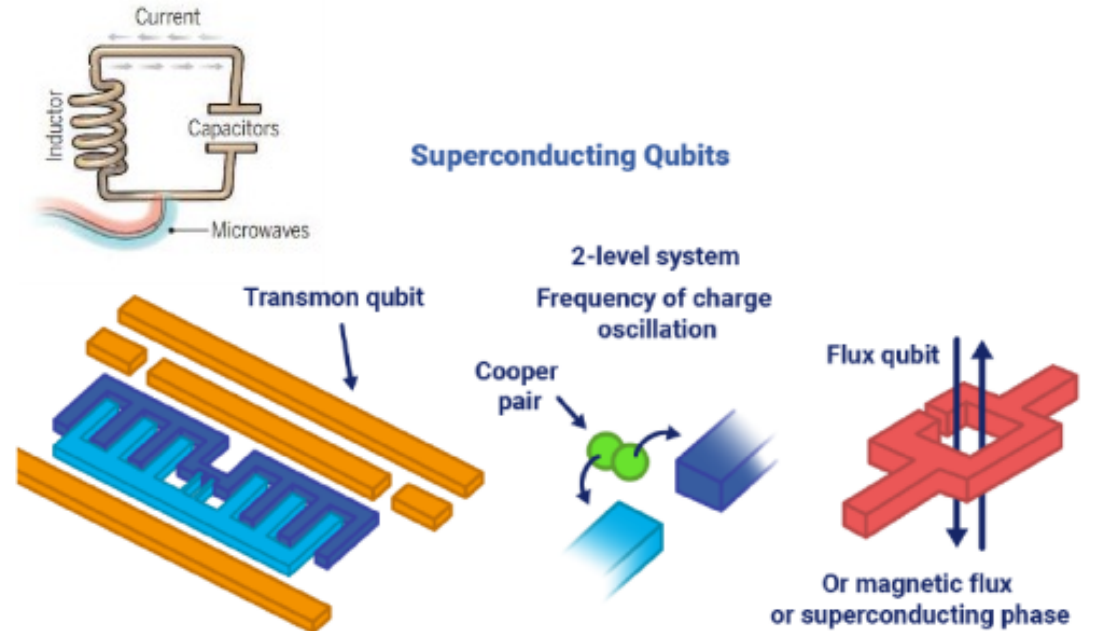 Current
Inductor
Capacitors
Microwaves
Superconducting Qubits
2-level system
Frequency of charge
oscillation
Transmon qubit
Cooper
pair
Flux qubit
Or magnetic flux
or superconducting phase